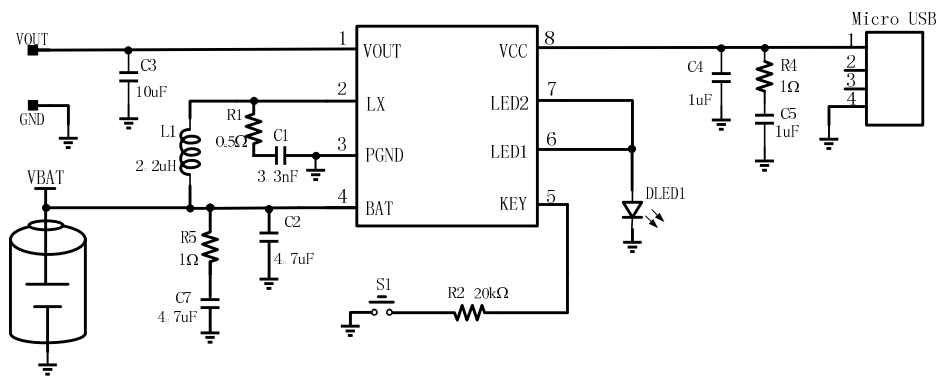 Micro USB
VOUT
1
VOUT
VCC
8
1
C3
10uF
C4
1uF
R4
1Ω
2
3
4
GND
2
LX
LED2
7
R1
0.5Ω
C1
3.3nF
C5
1uF
L1
2.2uH
3
PGND
LED1
6
VBAT
4
BAT
KEY
5
DLED1
R5
1Ω
C2
4.7uF
C7
4.7uF
S1
R2 20kΩ